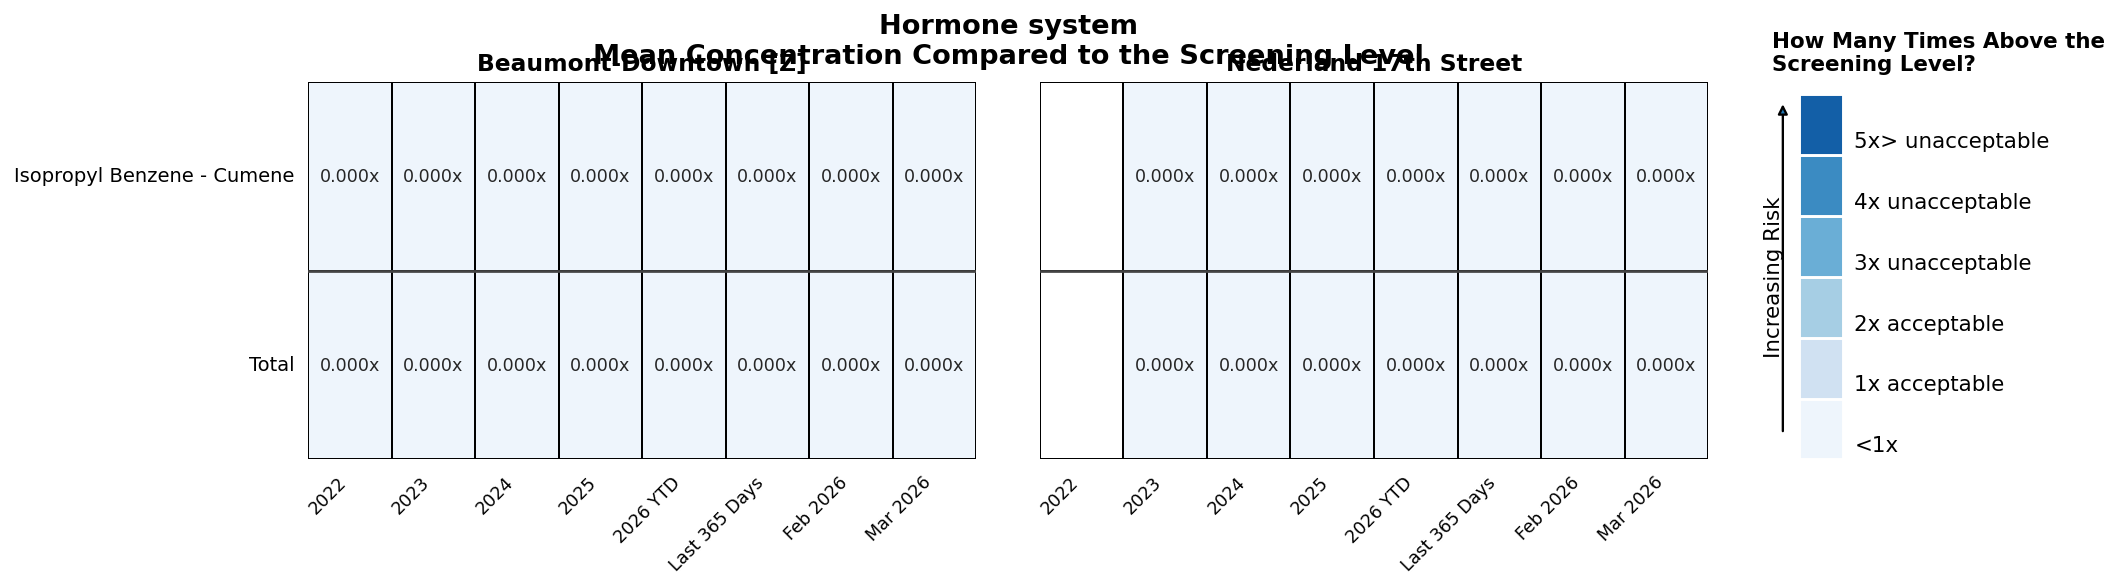 Hormone system
Mean Concentration Compared to the Screening Level
Beaumont Downtown [Z]
Nederland 17th Street
How Many Times Above the
Screening Level?
Isopropyl Benzene - Cumene
0.000x 0.000x 0.000x 0.000x 0.000x 0.000x 0.000x 0.000x
0.000x 0.000x 0.000x 0.000x 0.000x 0.000x 0.000x
Total
0.000x 0.000x 0.000x 0.000x 0.000x 0.000x 0.000x 0.000x
0.000x 0.000x 0.000x 0.000x 0.000x 0.000x 0.000x
2022 2023 2024 2025 2026 YTD Last 365 Days Feb 2026 Mar 2026
2022 2023 2024 2025 2026 YTD Last 365 Days Feb 2026 Mar 2026
Increasing Risk
5x> unacceptable
4x unacceptable
3x unacceptable
2x acceptable
1x acceptable
<1x